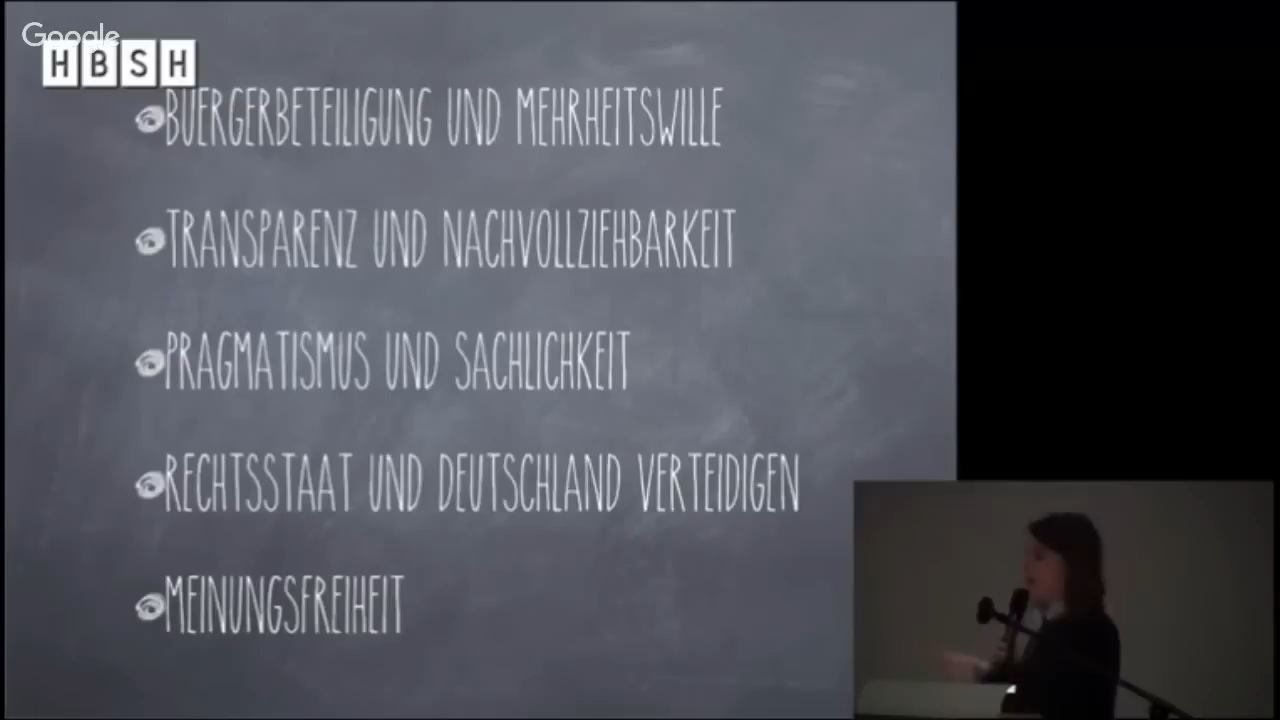 Google
HBSH
BUERGERBETEILIGUNG UND MEHRHEITSWILLE
TRANSPARENZ UND NACHVOLLZIEHBARKEIT
PRAGMATISMUS UND SACHLICHKEIT
RECHTSSTAAT UND DEUTSCHLAND VERTEIDIGEN
MEINUNGSFREIHEIT